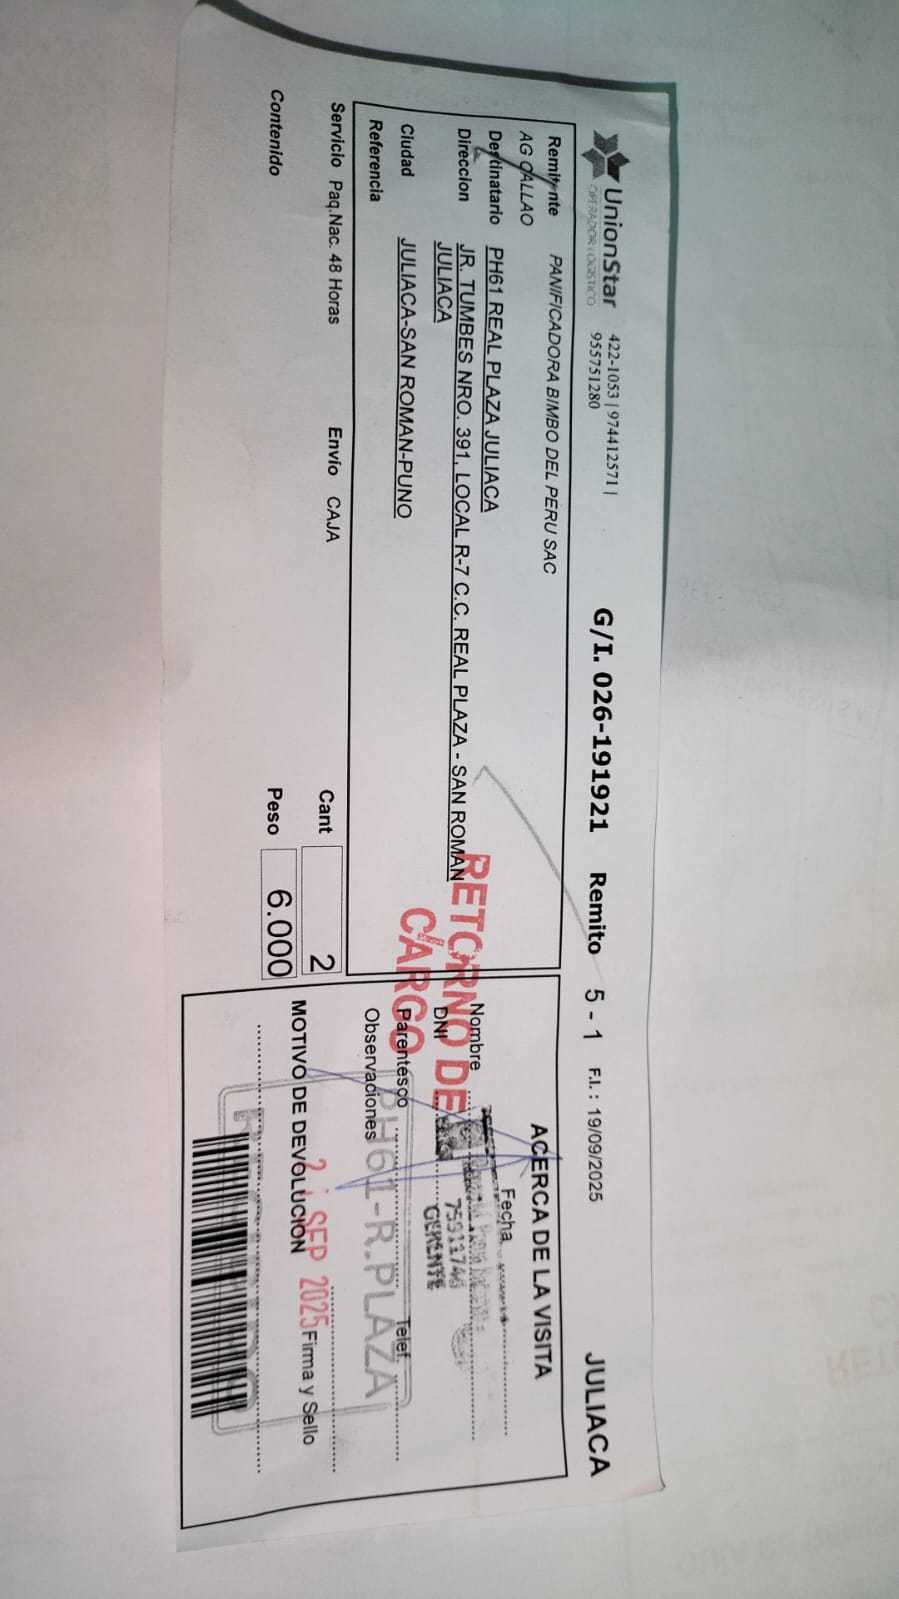 UnionStar
OPERADOR LOGISTICO
422-1053 | 974412571 |
955751280
G/I. 026-191921 Remito 5 - 1 F.I.: 19/09/2025 JULIACA
Remitente PANIFICADORA BIMBO DEL PERU SAC
AG CALLAO
Destinatario PH61 REAL PLAZA JULIACA
Direccion JR. TUMBES NRO. 391, LOCAL R-7 C.C. REAL PLAZA - SAN ROMAN
JULIACA
Ciudad JULIACA-SAN ROMAN-PUNO
Referencia
Servicio Paq.Nac. 48 Horas Envío CAJA Cant 2
Contenido Peso 6.000
RETORNO DE
CARGO
ACERCA DE LA VISITA
Fecha
Nombre
DNI
Parentesco Telef
Observaciones
GERENTE
PH61-R.PLAZA
SEP 2025
MOTIVO DE DEVOLUCION Firma y Sello